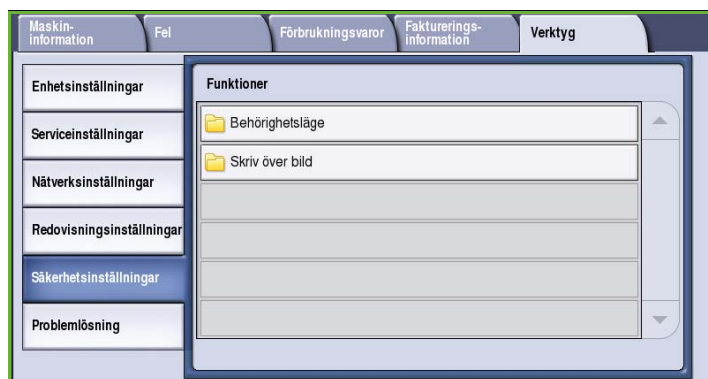 Maskin-
information
Fel
Förbrukningsvaror
Fakturerings-
information
Verktyg
Enhetsinställningar
Serviceinställningar
Nätverksinställningar
Redovisningsinställningar
Säkerhetsinställningar
Problemlösning
Funktioner
Behörighetsläge
Skriv över bild